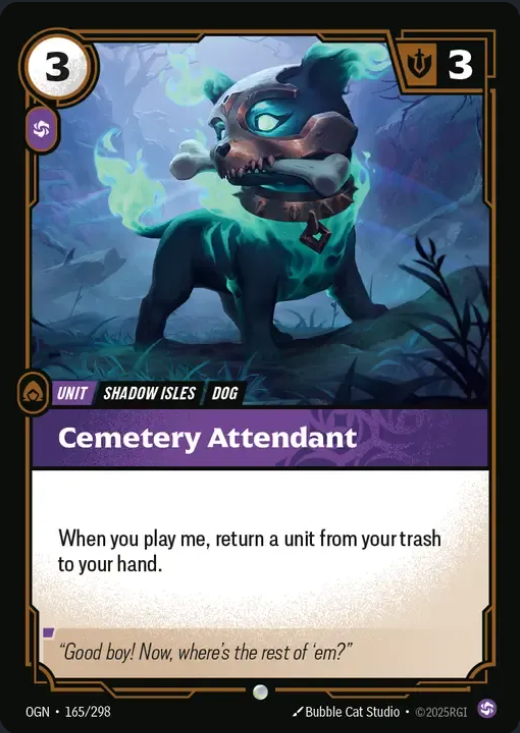 3
3
UNIT SHADOW ISLES DOG
Cemetery Attendant
When you play me, return a unit from your trash
to your hand.
“Good boy! Now, where's the rest of ‘em?”
OGN • 165/298 Bubble Cat Studio • ©2025RGI